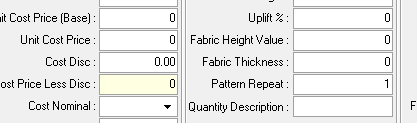 nit Cost Price (Base) : 0 Uplift % : 0
Unit Cost Price : 0 Fabric Height Value : 0
Cost Disc : 0.00 Fabric Thickness : 0
ost Price Less Disc : 0 Pattern Repeat : 1
Cost Nominal : Quantity Description : F